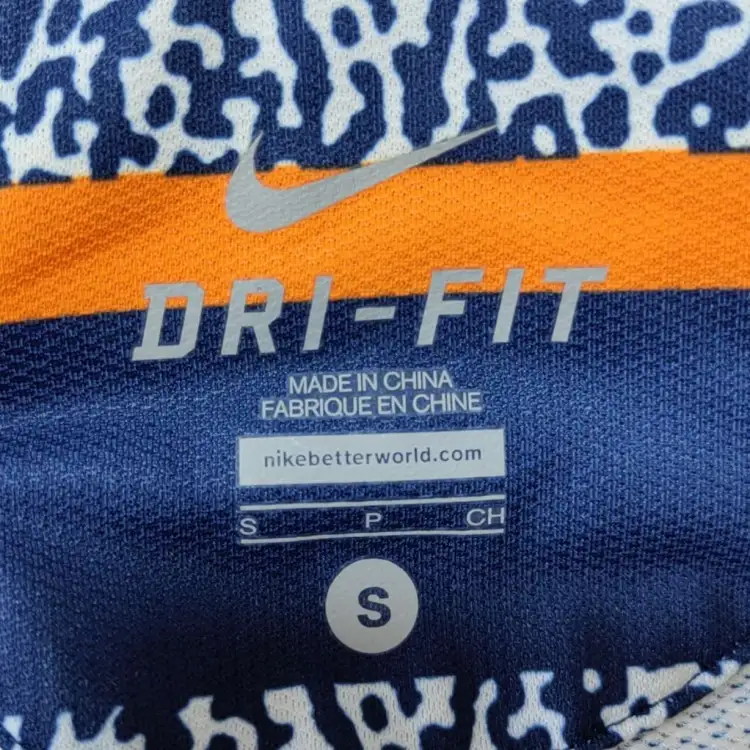 DRI-FIT
MADE IN CHINA
FABRIQUE EN CHINE
nikebetterworld.com
S P CH
S